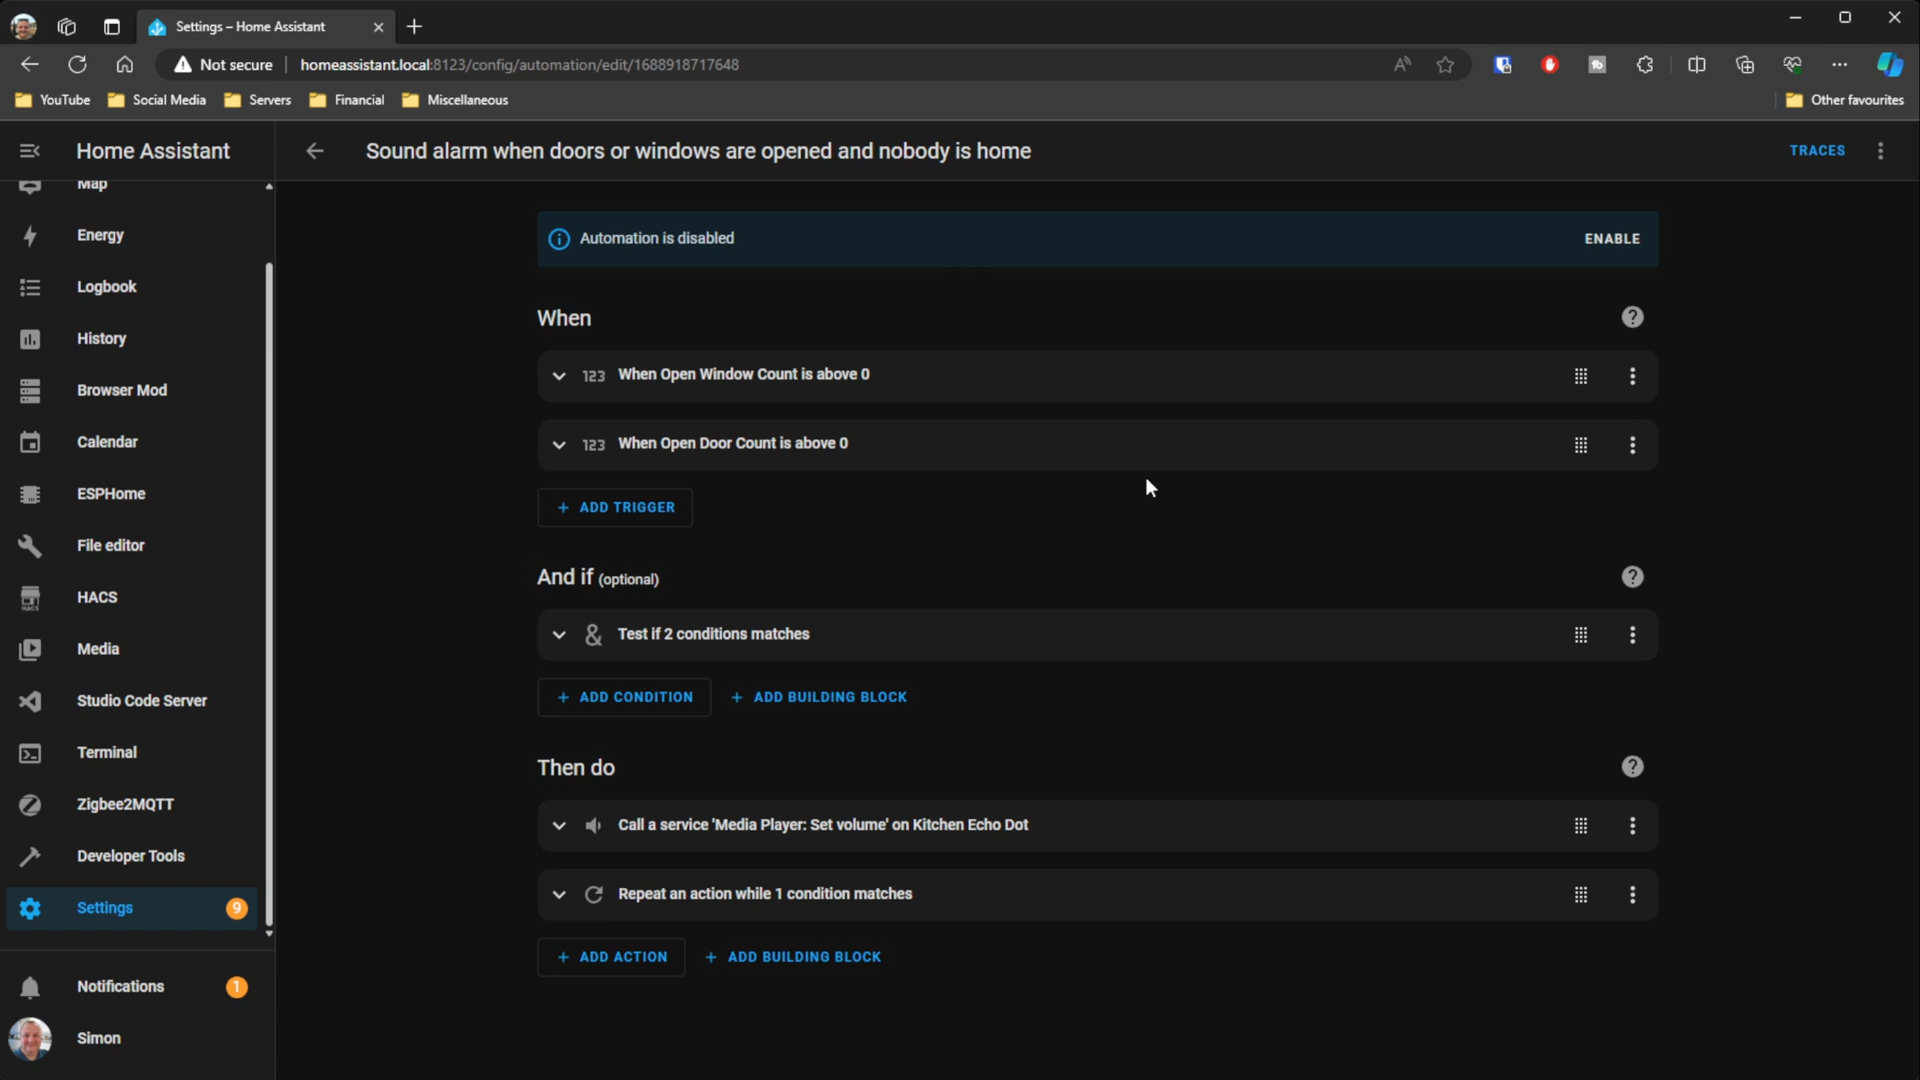 Settings – Home Assistant
Not secure homeassistant.local:8123/config/automation/edit/1688918717648
YouTube Social Media Servers Financial Miscellaneous Other favourites
Home Assistant
Sound alarm when doors or windows are opened and nobody is home
TRACES
Map
Energy
Logbook
History
Browser Mod
Calendar
ESPHome
File editor
HACS
Media
Studio Code Server
Terminal
Zigbee2MQTT
Developer Tools
Settings 9
Notifications 1
Simon
Automation is disabled ENABLE
When
123 When Open Window Count is above 0
123 When Open Door Count is above 0
+ ADD TRIGGER
And if (optional)
& Test if 2 conditions matches
+ ADD CONDITION + ADD BUILDING BLOCK
Then do
Call a service 'Media Player: Set volume' on Kitchen Echo Dot
Repeat an action while 1 condition matches
+ ADD ACTION + ADD BUILDING BLOCK